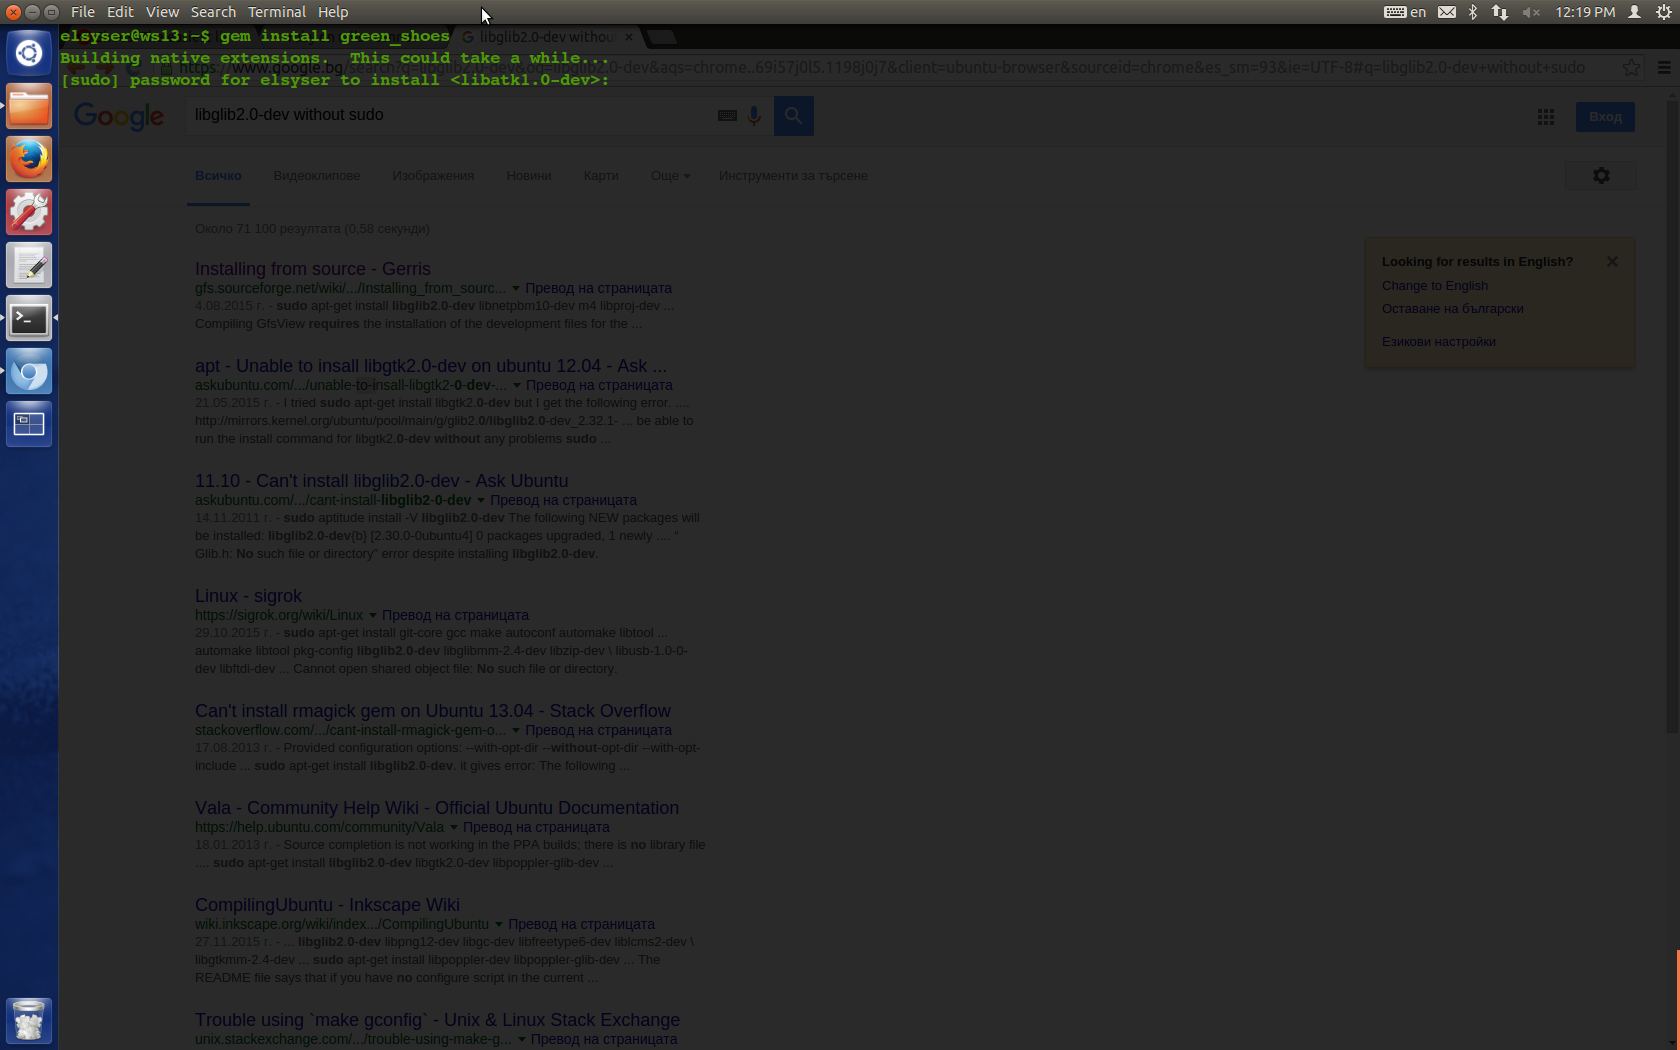 File Edit View Search Terminal Help
en 12:19 PM
elsyser@ws13:~$ gem install green_shoes
libglib2.0-dev withou
Building native extensions.  This could take a while...
https://www.google.bg/search?q=libglib2.0-dev&oq=libglib2.0-dev&aqs=chrome..69i57j0l5.1198j0j7&client=ubuntu-browser&sourceid=chrome&es_sm=93&ie=UTF-8#q=libglib2.0-dev+without+sudo
[sudo] password for elsyser to install <libatk1.0-dev>:
Google
libglib2.0-dev without sudo
Вход
Всичко Видеоклипове Изображения Новини Карти Още Инструменти за търсене
Около 71 100 резултата (0,58 секунди)
Looking for results in English?
Change to English
Оставане на български
Езикови настройки
Installing from source - Gerris
gfs.sourceforge.net/wiki/.../Installing_from_sourc... Превод на страницата
4.08.2015 г. - sudo apt-get install libglib2.0-dev libnetpbm10-dev m4 libproj-dev ...
Compiling GfsView requires the installation of the development files for the ...
apt - Unable to insall libgtk2.0-dev on ubuntu 12.04 - Ask ...
askubuntu.com/.../unable-to-insall-libgtk2-0-dev-... Превод на страницата
21.05.2015 г. - I tried sudo apt-get install libgtk2.0-dev but I get the following error. ....
http://mirrors.kernel.org/ubuntu/pool/main/g/glib2.0/libglib2.0-dev_2.32.1- ... be able to
run the install command for libgtk2.0-dev without any problems sudo ...
11.10 - Can't install libglib2.0-dev - Ask Ubuntu
askubuntu.com/.../cant-install-libglib2-0-dev Превод на страницата
14.11.2011 г. - sudo aptitude install -V libglib2.0-dev The following NEW packages will
be installed: libglib2.0-dev{b} [2.30.0-0ubuntu4] 0 packages upgraded, 1 newly .... “
Glib.h: No such file or directory” error despite installing libglib2.0-dev.
Linux - sigrok
https://sigrok.org/wiki/Linux Превод на страницата
29.10.2015 г. - sudo apt-get install git-core gcc make autoconf automake libtool ...
automake libtool pkg-config libglib2.0-dev libglibmm-2.4-dev libzip-dev \ libusb-1.0-0-
dev libftdi-dev ... Cannot open shared object file: No such file or directory.
Can't install rmagick gem on Ubuntu 13.04 - Stack Overflow
stackoverflow.com/.../cant-install-rmagick-gem-o... Превод на страницата
17.08.2013 г. - Provided configuration options: --with-opt-dir --without-opt-dir --with-opt-
include ... sudo apt-get install libglib2.0-dev. it gives error: The following ...
Vala - Community Help Wiki - Official Ubuntu Documentation
https://help.ubuntu.com/community/Vala Превод на страницата
18.01.2013 г. - Source completion is not working in the PPA builds; there is no library file
.... sudo apt-get install libglib2.0-dev libgtk2.0-dev libpoppler-glib-dev ...
CompilingUbuntu - Inkscape Wiki
wiki.inkscape.org/wiki/index.../CompilingUbuntu Превод на страницата
27.11.2015 г. - ... libglib2.0-dev libpng12-dev libgc-dev libfreetype6-dev liblcms2-dev \
libgtkmm-2.4-dev ... sudo apt-get install libpoppler-dev libpoppler-glib-dev ... The
README file says that if you have no configure script in the current ...
Trouble using `make gconfig` - Unix & Linux Stack Exchange
unix.stackexchange.com/.../trouble-using-make-g... Превод на страницата